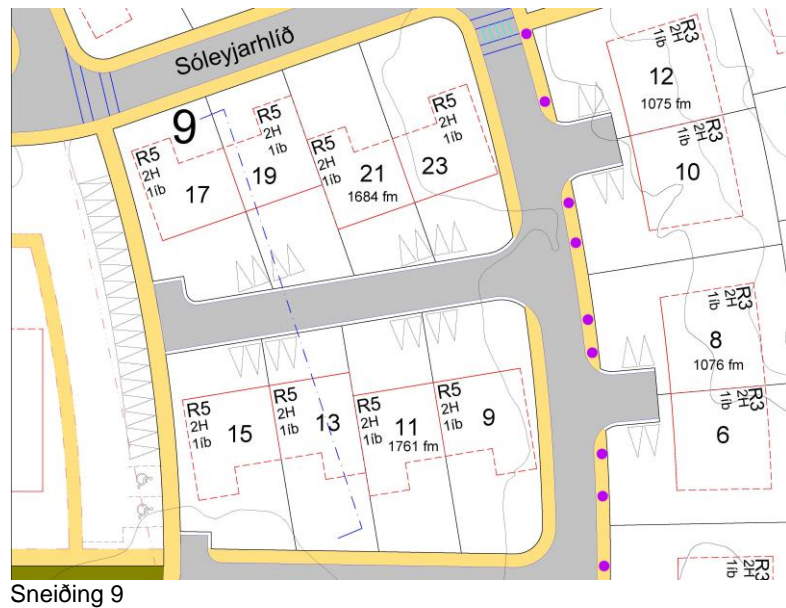 Sóleyjarhlíð
9
R5
2H
1íb
17
R5
2H
1íb
19
R5
2H
1íb
21
1684 fm
R5
2H
1íb
23
R3
2H
1íb
12
1075 fm
R3
2H
1íb
10
R3
2H
1íb
8
1076 fm
R3
2H
1íb
6
R5
2H
1íb
15
R5
2H
1íb
13
R5
2H
1íb
11
1761 fm
R5
2H
1íb
9
R3
2H
1íb
Sneiðing 9